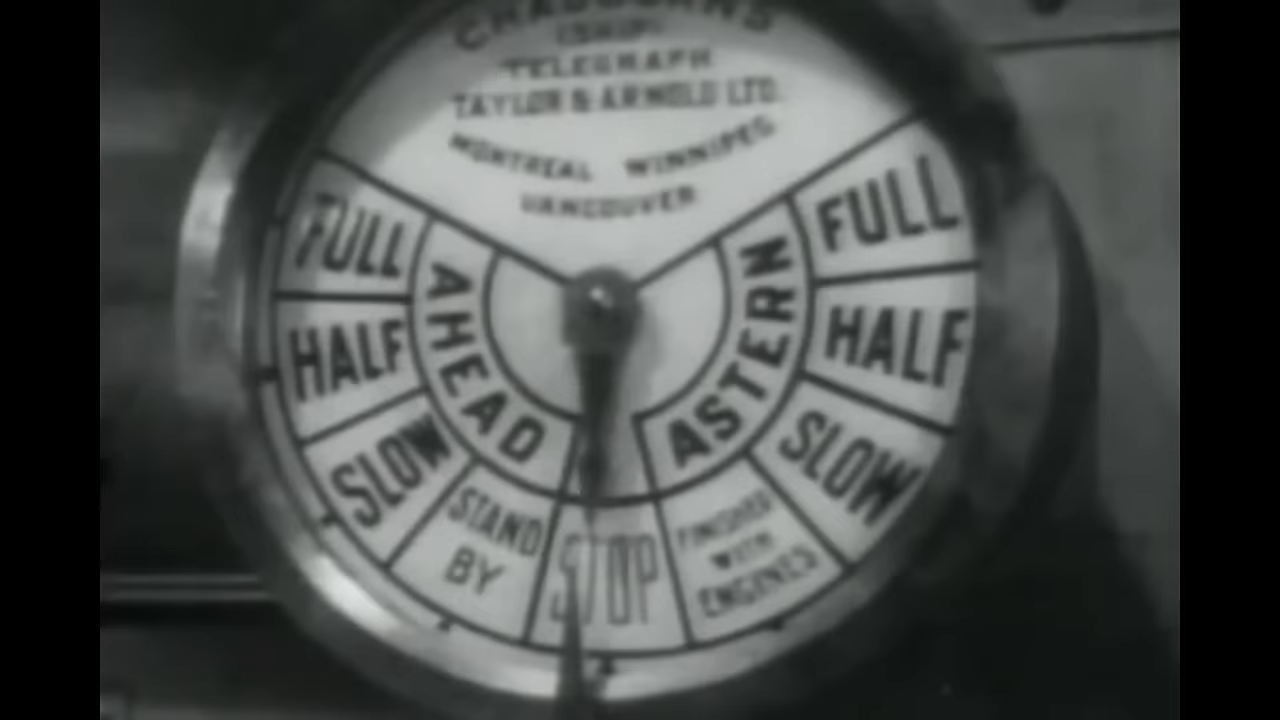 CHADBURNS
(SHIP)
TELEGRAPH
TAYLOR & ARNOLD LTD.
MONTREAL WINNIPEG
VANCOUVER
FULL
HALF
SLOW
AHEAD
STAND
BY
STOP
FINISHED
WITH
ENGINES
ASTERN
SLOW
HALF
FULL